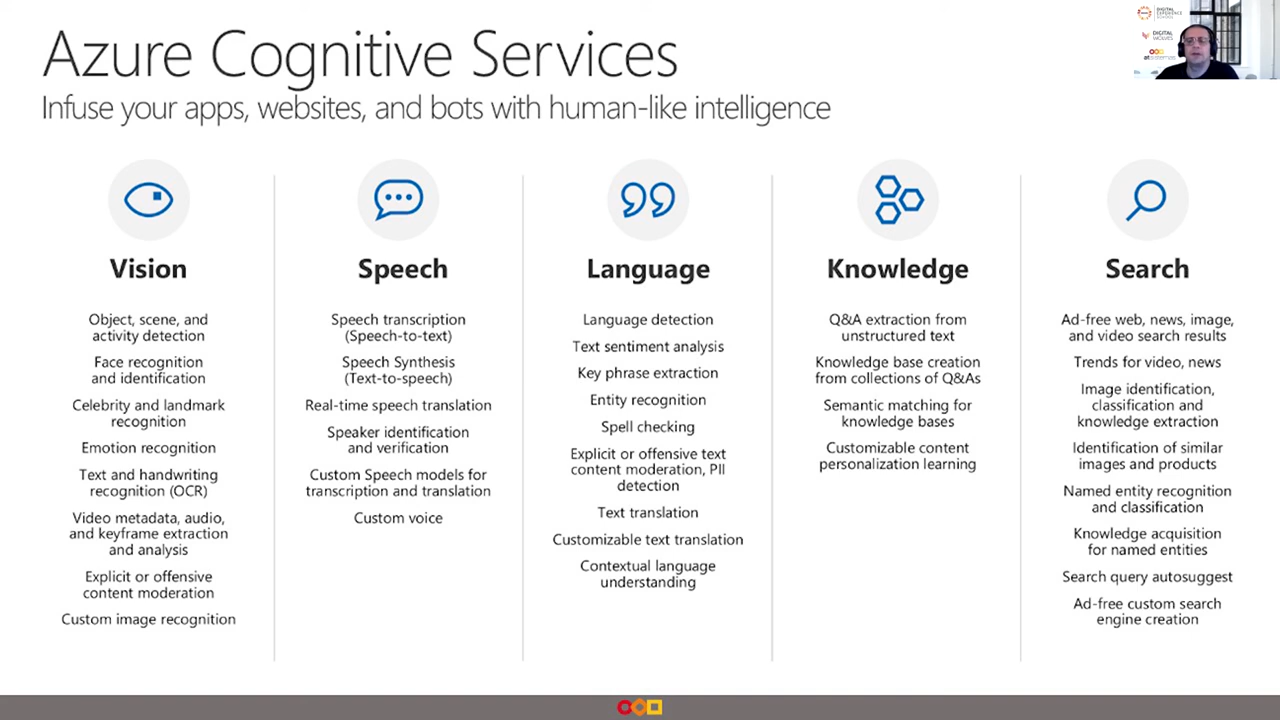 Azure Cognitive Services
Infuse your apps, websites, and bots with human-like intelligence
DIGITAL
EXPERIENCE
DIGITAL
WOLVES
Vision
Object, scene, and
activity detection
Face recognition
and identification
Celebrity and landmark
recognition
Emotion recognition
Text and handwriting
recognition (OCR)
Video metadata, audio,
and keyframe extraction
and analysis
Explicit or offensive
content moderation
Custom image recognition
Speech
Speech transcription
(Speech-to-text)
Speech Synthesis
(Text-to-speech)
Real-time speech translation
Speaker identification
and verification
Custom Speech models for
transcription and translation
Custom voice
Language
Language detection
Text sentiment analysis
Key phrase extraction
Entity recognition
Spell checking
Explicit or offensive text
content moderation, PII
detection
Text translation
Customizable text translation
Contextual language
understanding
Knowledge
Q&A extraction from
unstructured text
Knowledge base creation
from collections of Q&As
Semantic matching for
knowledge bases
Customizable content
personalization learning
Search
Ad-free web, news, image,
and video search results
Trends for video, news
Image identification,
classification and
knowledge extraction
Identification of similar
images and products
Named entity recognition
and classification
Knowledge acquisition
for named entities
Search query autosuggest
Ad-free custom search
engine creation